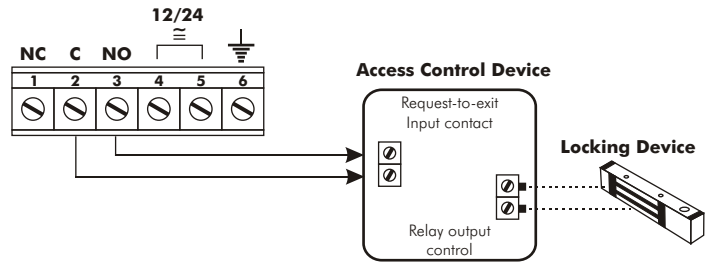 12/24
≅
NC C NO
1 2 3 4 5 6
Access Control Device
Request-to-exit
Input contact
Locking Device
Relay output
control